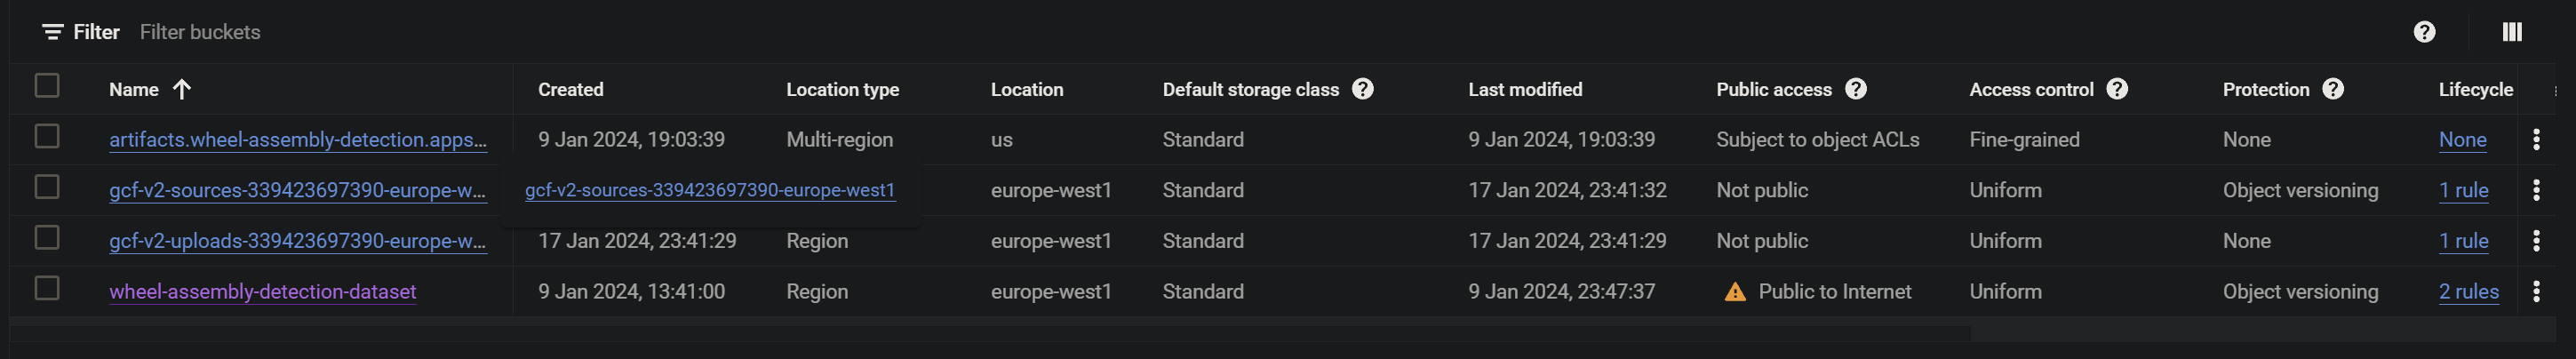 Filter Filter buckets
Name Created Location type Location Default storage class Last modified Public access Access control Protection Lifecycle
artifacts.wheel-assembly-detection.apps... 9 Jan 2024, 19:03:39 Multi-region us Standard 9 Jan 2024, 19:03:39 Subject to object ACLs Fine-grained None None
gcf-v2-sources-339423697390-europe-w... gcf-v2-sources-339423697390-europe-west1 europe-west1 Standard 17 Jan 2024, 23:41:32 Not public Uniform Object versioning 1 rule
gcf-v2-uploads-339423697390-europe-w... 17 Jan 2024, 23:41:29 Region europe-west1 Standard 17 Jan 2024, 23:41:29 Not public Uniform None 1 rule
wheel-assembly-detection-dataset 9 Jan 2024, 13:41:00 Region europe-west1 Standard 9 Jan 2024, 23:47:37 Public to Internet Uniform Object versioning 2 rules